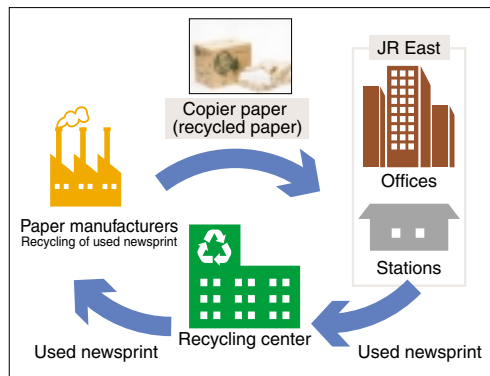 JR East
Copier paper
(recycled paper)
Offices
Paper manufacturers
Recycling of used newsprint
Stations
Recycling center
Used newsprint
Used newsprint